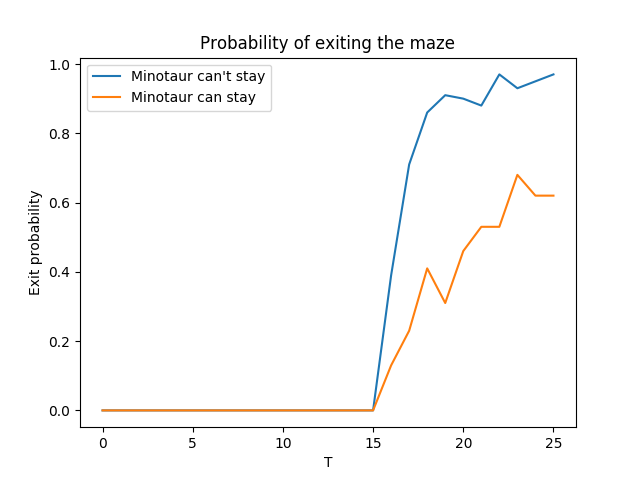 Probability of exiting the maze
Minotaur can't stay
Minotaur can stay
1.0
0.8
0.6
0.4
0.2
0.0
Exit probability
0 5 10 15 20 25
T